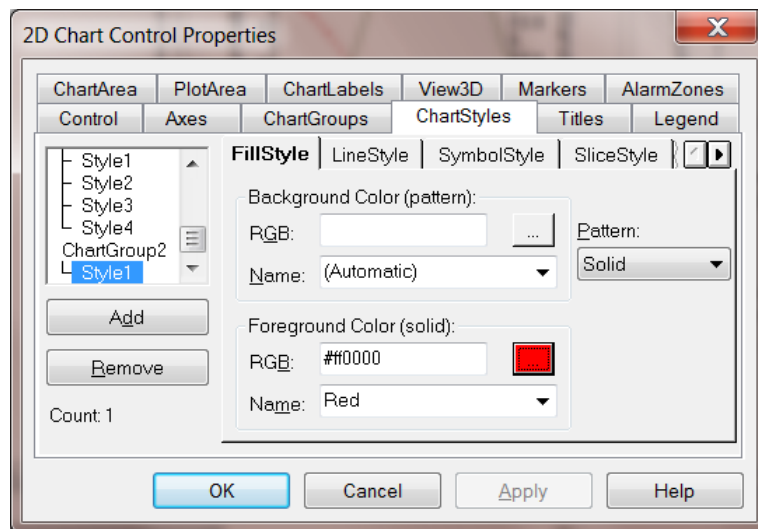 2D Chart Control Properties
X
ChartArea PlotArea ChartLabels View3D Markers AlarmZones
Control Axes ChartGroups ChartStyles Titles Legend
Style1
Style2
Style3
Style4
ChartGroup2
Style1
Add
Remove
Count: 1
FillStyle LineStyle SymbolStyle SliceStyle
Background Color (pattern):
RGB: ...
Name: (Automatic)
Pattern:
Solid
Foreground Color (solid):
RGB: #ff0000 ...
Name: Red
OK Cancel Apply Help